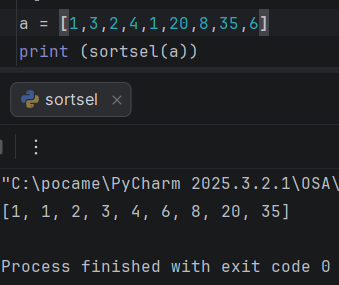 a = [1,3,2,4,1,20,8,35,6]
print (sortsel(a))
sortsel ×
"C:\pocame\PyCharm 2025.3.2.1\OSA\
[1, 1, 2, 3, 4, 6, 8, 20, 35]
Process finished with exit code 0